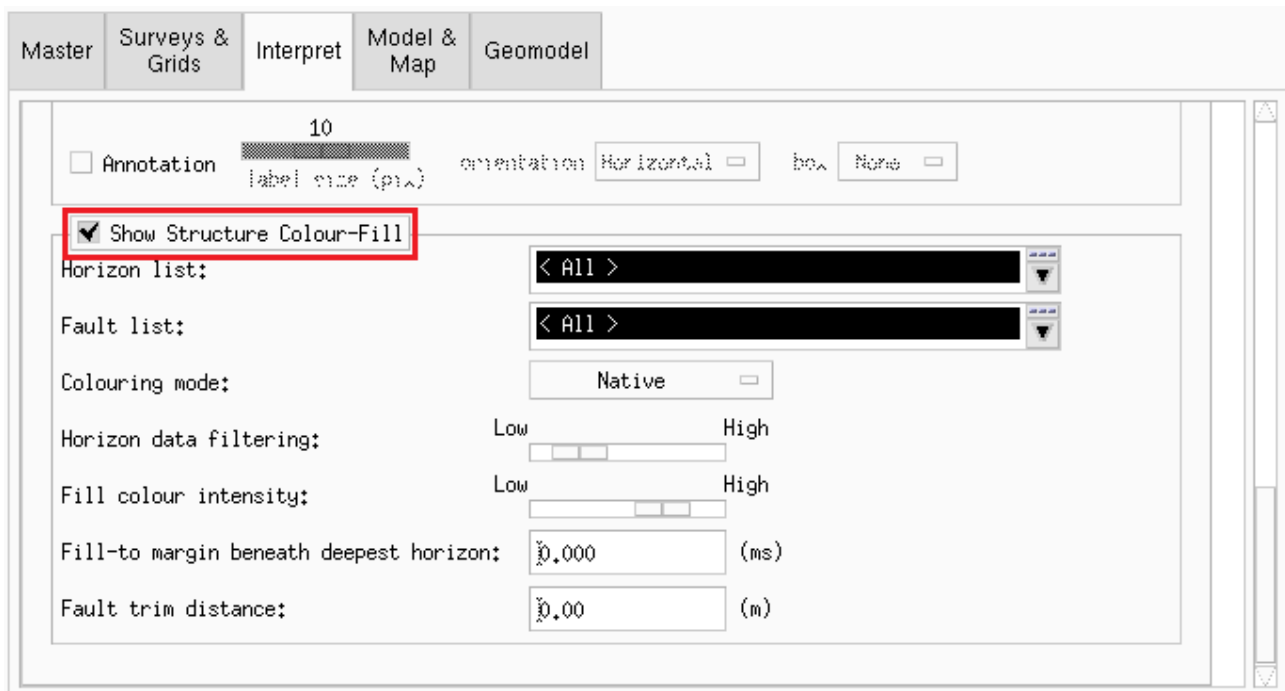 Master
Surveys &
Grids
Interpret
Model &
Map
Geomodel
10
Annotation
label size (pix)
orientation Horizontal
box None
Show Structure Colour-Fill
Horizon list: < All >
Fault list: < All >
Colouring mode: Native
Horizon data filtering: Low High
Fill colour intensity: Low High
Fill-to margin beneath deepest horizon: 0.000 (ms)
Fault trim distance: 0.00 (m)